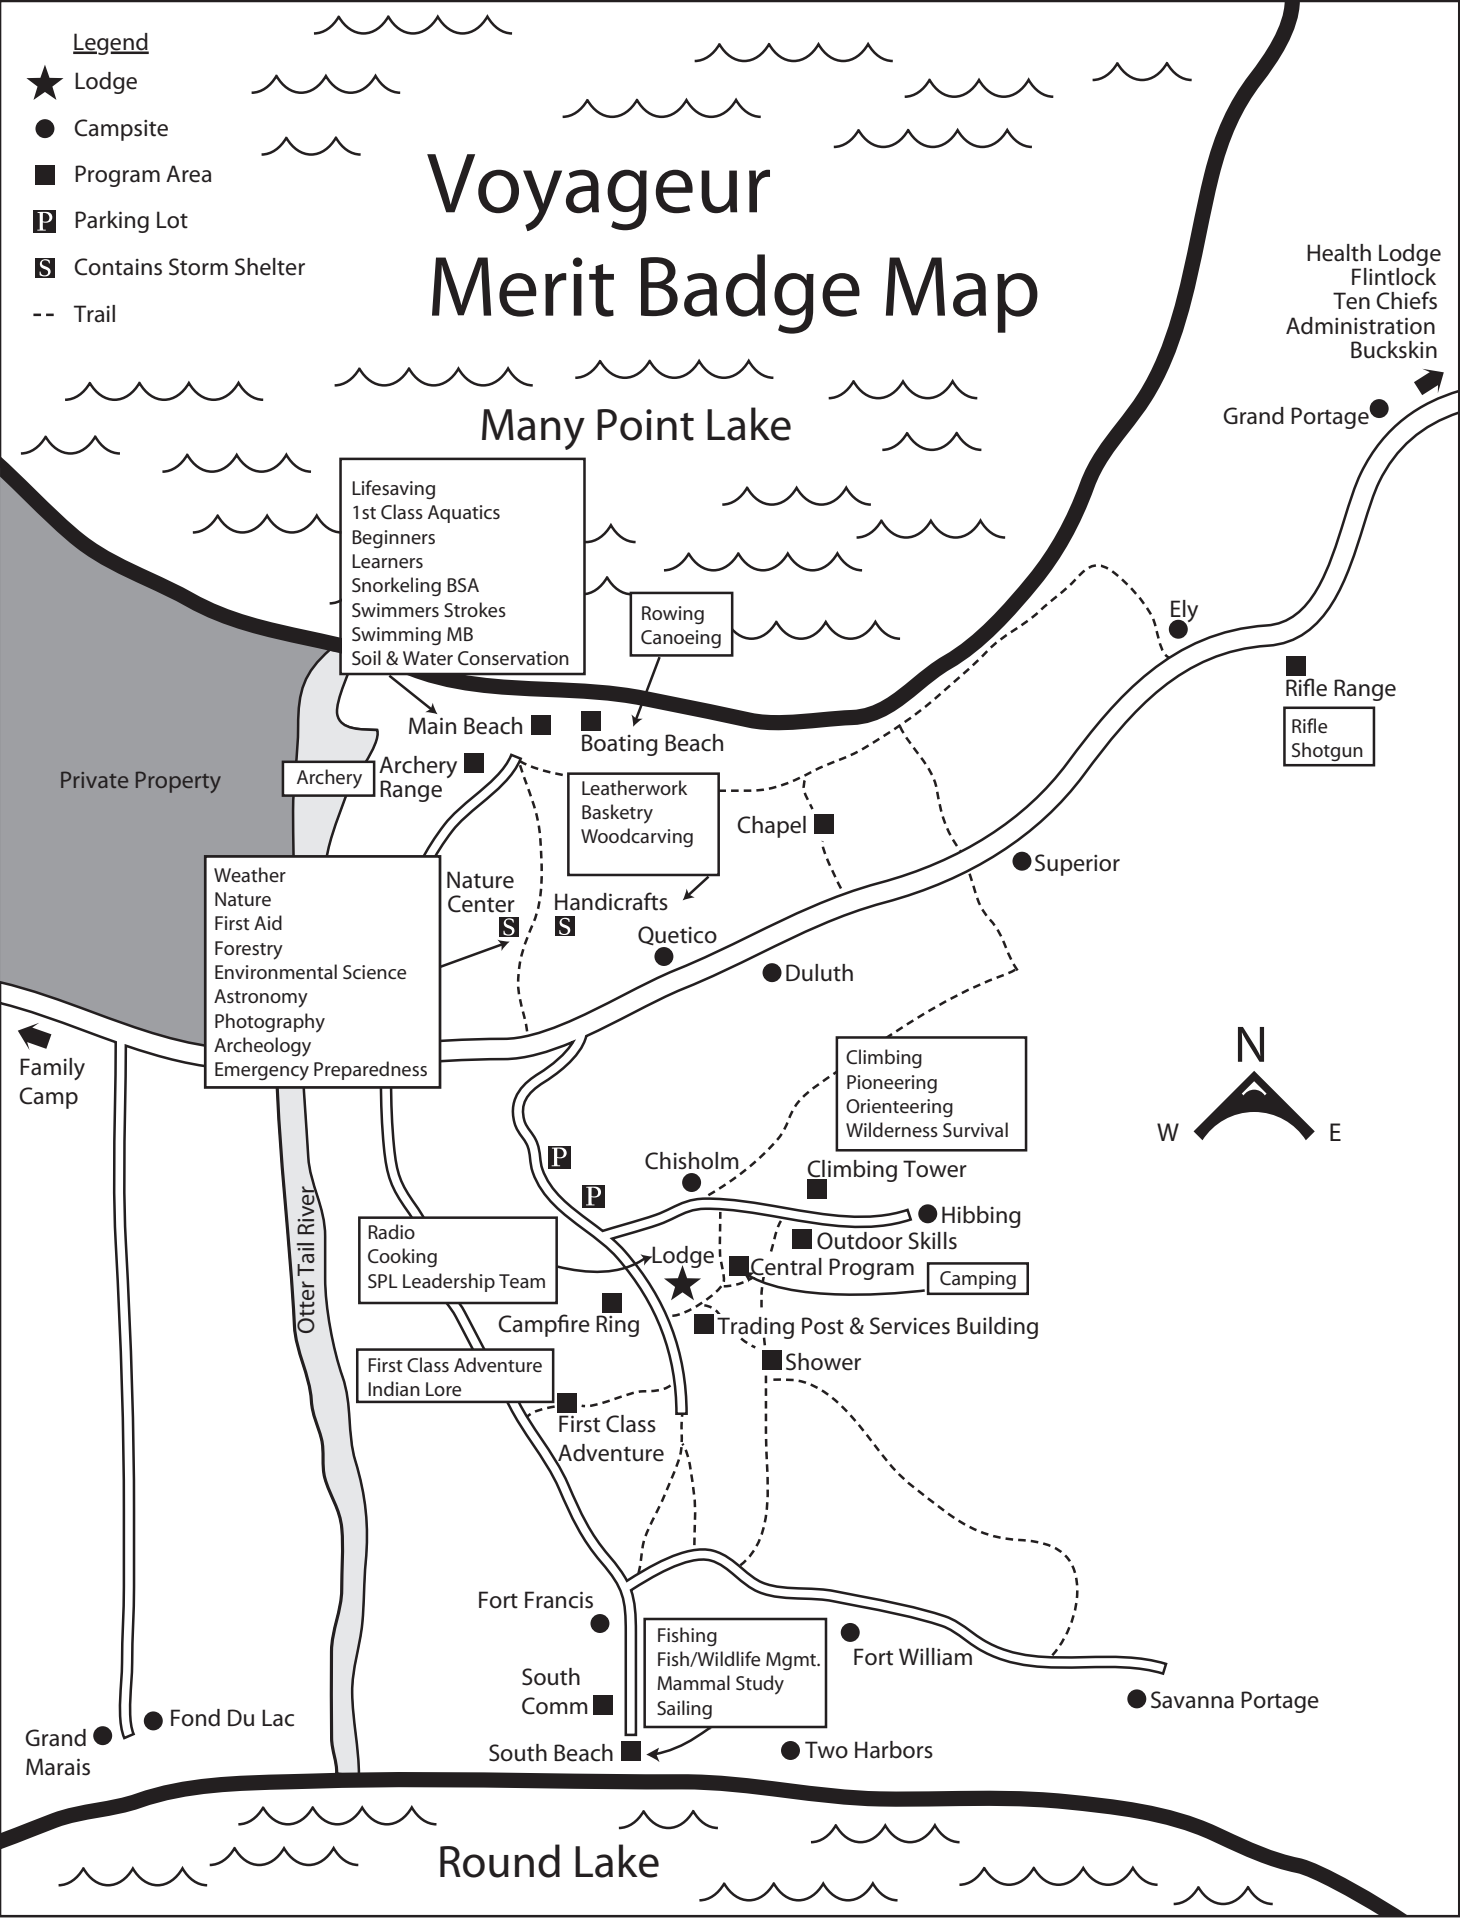 Legend
Lodge
Campsite
Program Area
P Parking Lot
S Contains Storm Shelter
Trail
Voyageur
Merit Badge Map
Health Lodge
Flintlock
Ten Chiefs
Administration
Buckskin
Grand Portage
Many Point Lake
Lifesaving
1st Class Aquatics
Beginners
Learners
Snorkeling BSA
Swimmers Strokes
Swimming MB
Soil & Water Conservation
Rowing
Canoeing
Ely
Rifle Range
Rifle
Shotgun
Main Beach
Boating Beach
Private Property
Archery
Archery
Range
Leatherwork
Basketry
Woodcarving
Chapel
Superior
Weather
Nature
First Aid
Forestry
Environmental Science
Astronomy
Photography
Archeology
Emergency Preparedness
Nature
Center
S
Handicrafts
S
Quetico
Duluth
Family
Camp
Climbing
Pioneering
Orienteering
Wilderness Survival
N
W E
P
P
Chisholm
Climbing Tower
Hibbing
Otter Tail River
Radio
Cooking
SPL Leadership Team
Lodge
Outdoor Skills
Central Program
Camping
Campfire Ring
Trading Post & Services Building
Shower
First Class Adventure
Indian Lore
First Class
Adventure
Fort Francis
Fishing
Fish/Wildlife Mgmt.
Mammal Study
Sailing
Fort William
South
Comm
Savanna Portage
Fond Du Lac
Grand
Marais
South Beach
Two Harbors
Round Lake